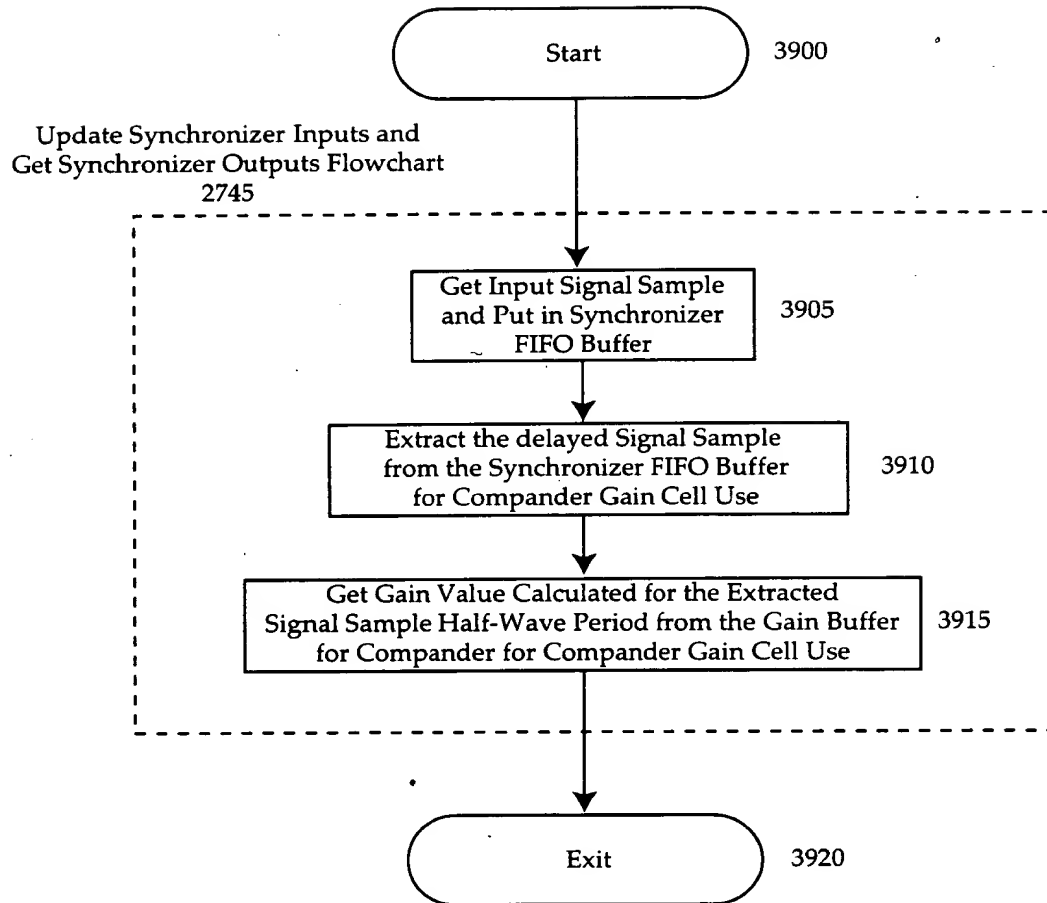 Start
3900
Update Synchronizer Inputs and
Get Synchronizer Outputs Flowchart
2745
Get Input Signal Sample
and Put in Synchronizer
FIFO Buffer
3905
Extract the delayed Signal Sample
from the Synchronizer FIFO Buffer
for Compander Gain Cell Use
3910
Get Gain Value Calculated for the Extracted
Signal Sample Half-Wave Period from the Gain Buffer
for Compander for Compander Gain Cell Use
3915
Exit
3920